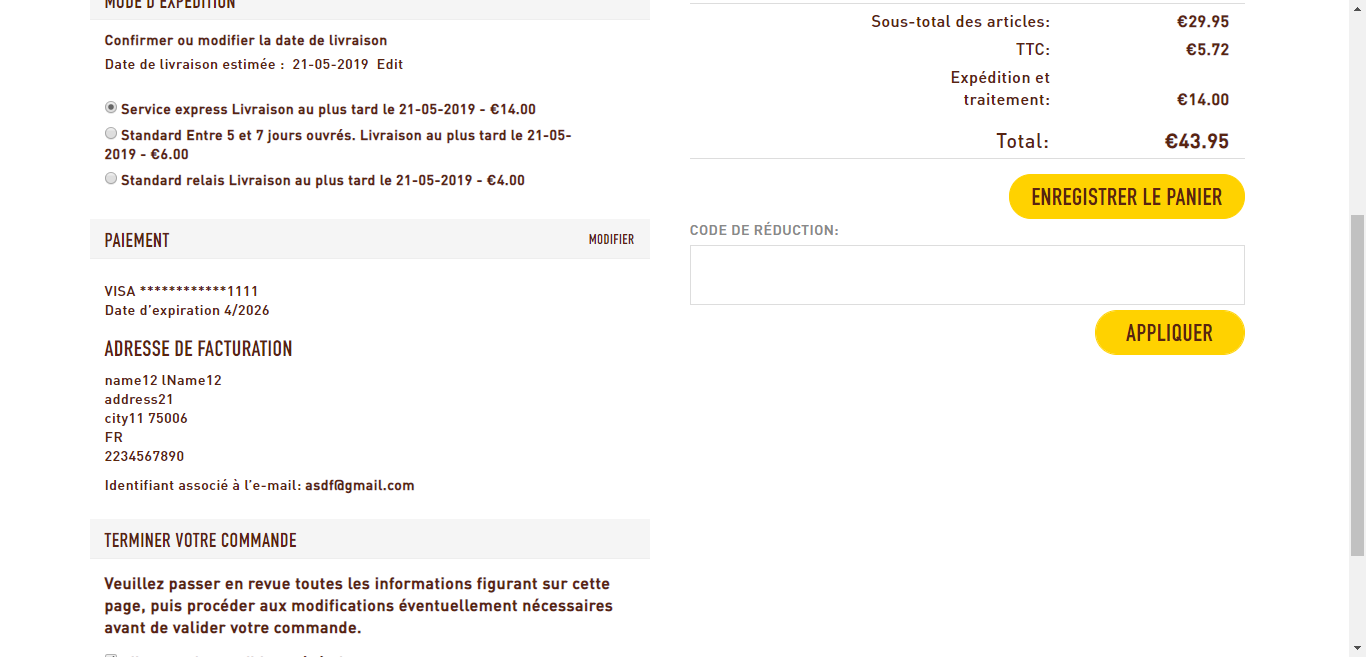 MODE D'EXPÉDITION
Confirmer ou modifier la date de livraison
Date de livraison estimée : 21-05-2019 Edit
Service express Livraison au plus tard le 21-05-2019 - €14.00
Standard Entre 5 et 7 jours ouvrés. Livraison au plus tard le 21-05-
2019 - €6.00
Standard relais Livraison au plus tard le 21-05-2019 - €4.00
PAIEMENT
MODIFIER
VISA ************1111
Date d'expiration 4/2026
ADRESSE DE FACTURATION
name12 lName12
address21
city11 75006
FR
2234567890
Identifiant associé à l'e-mail: asdf@gmail.com
TERMINER VOTRE COMMANDE
Veuillez passer en revue toutes les informations figurant sur cette
page, puis procéder aux modifications éventuellement nécessaires
avant de valider votre commande.
Sous-total des articles: €29.95
TTC: €5.72
Expédition et
traitement: €14.00
Total: €43.95
ENREGISTRER LE PANIER
CODE DE RÉDUCTION:
APPLIQUER